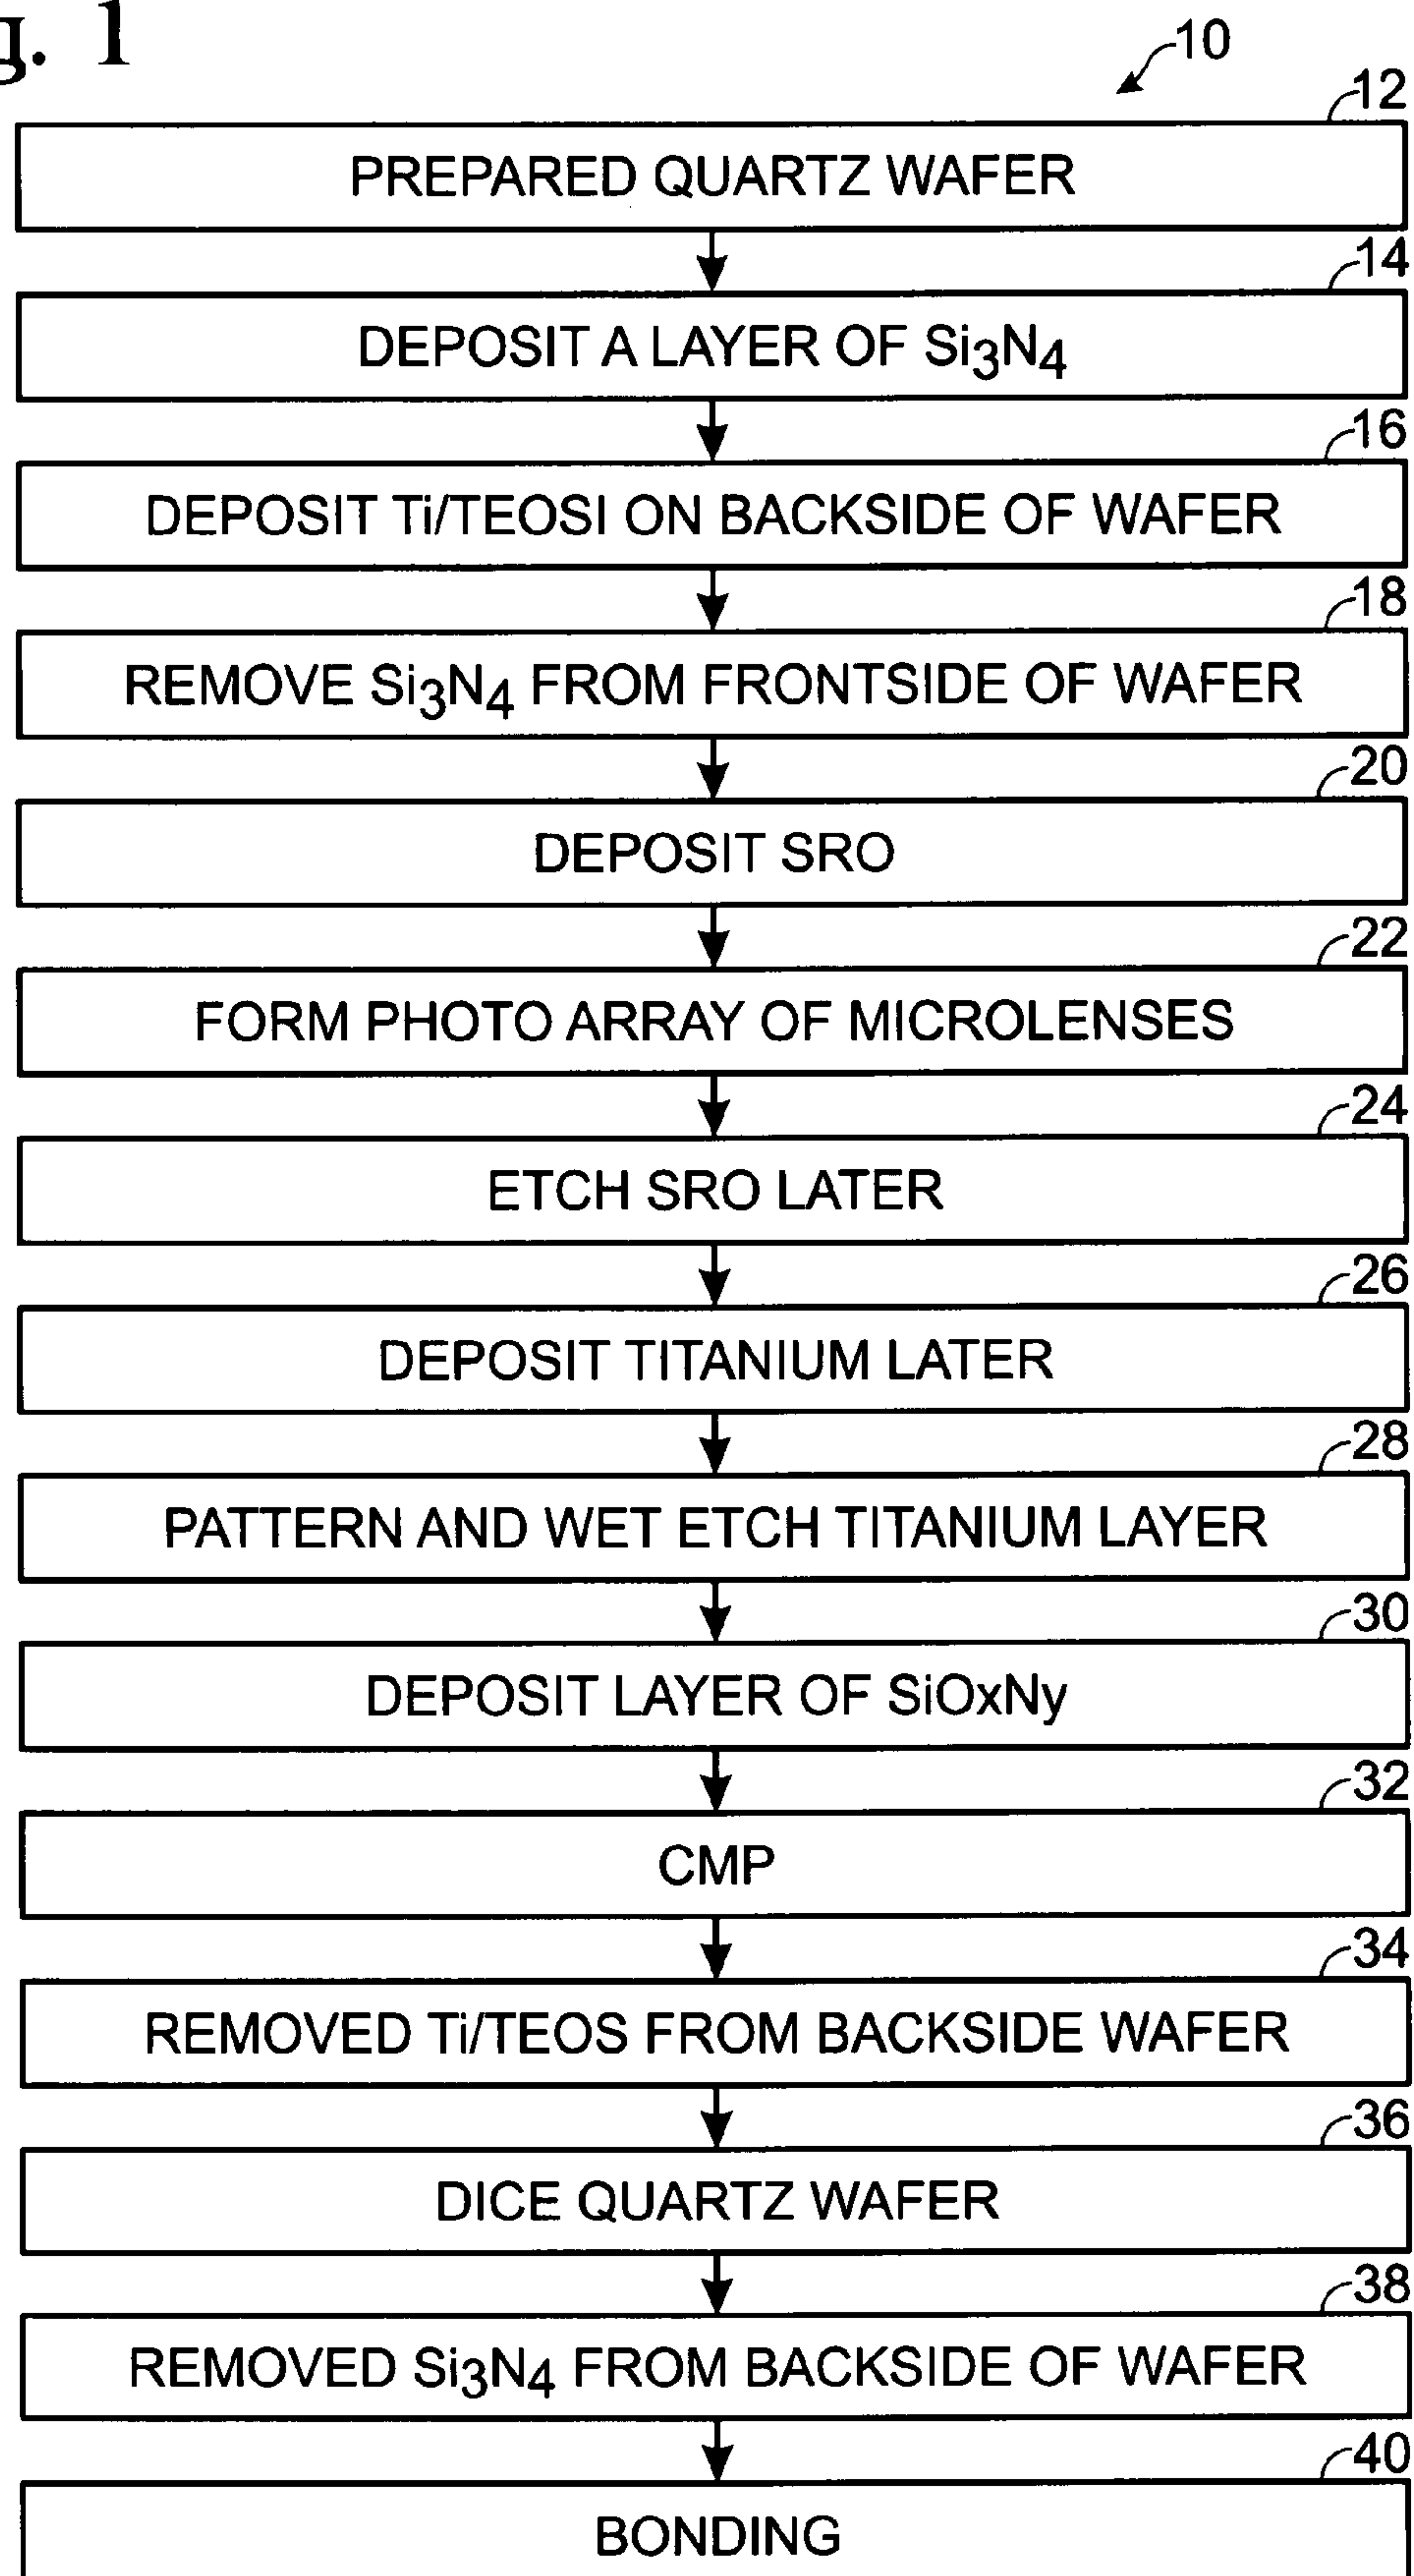 g. 1
10
12
PREPARED QUARTZ WAFER
14
DEPOSIT A LAYER OF Si₃N₄
16
DEPOSIT Ti/TEOSI ON BACKSIDE OF WAFER
18
REMOVE Si₃N₄ FROM FRONTSIDE OF WAFER
20
DEPOSIT SRO
22
FORM PHOTO ARRAY OF MICROLENSES
24
ETCH SRO LATER
26
DEPOSIT TITANIUM LATER
28
PATTERN AND WET ETCH TITANIUM LAYER
30
DEPOSIT LAYER OF SiOxNy
32
CMP
34
REMOVED Ti/TEOS FROM BACKSIDE WAFER
36
DICE QUARTZ WAFER
38
REMOVED Si₃N₄ FROM BACKSIDE OF WAFER
40
BONDING